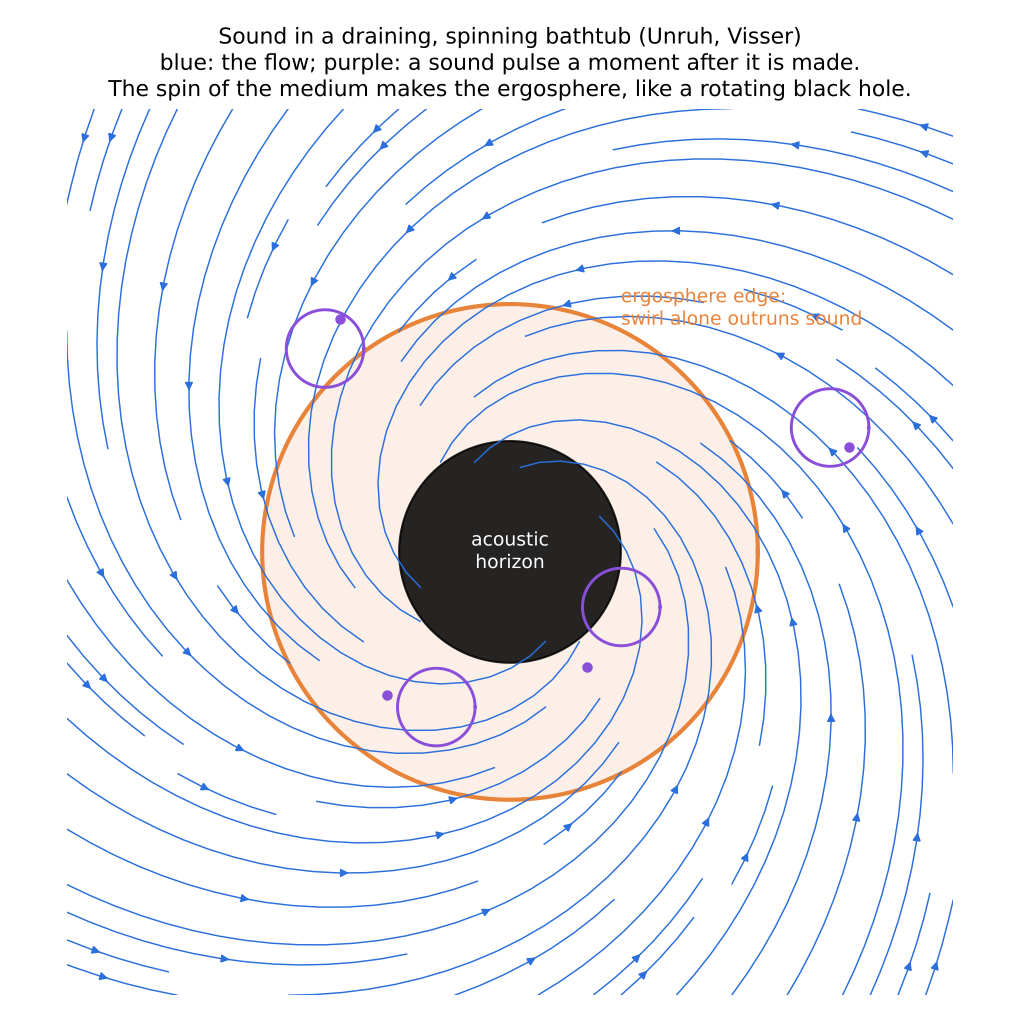 Sound in a draining, spinning bathtub (Unruh, Visser)
blue: the flow; purple: a sound pulse a moment after it is made.
The spin of the medium makes the ergosphere, like a rotating black hole.
ergosphere edge:
swirl alone outruns sound
acoustic
horizon